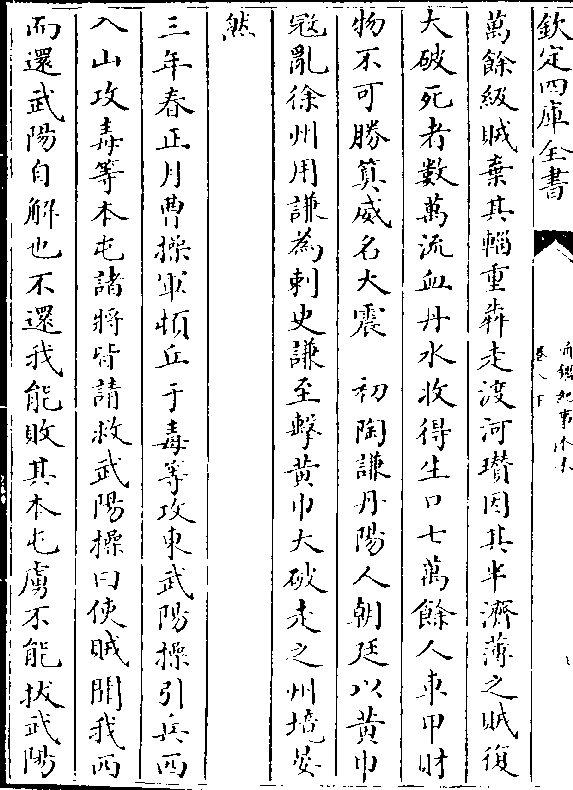 欽定四庫全書
通鑑紀事本末
卷八下
萬餘級賊棄其輜重犇走渡河瓚因其半濟薄之賊復
大破死者數萬流血丹水收得生口七萬餘人車甲財
物不可勝筭威名大震　初陶謙丹陽人朝廷以黄巾
冦亂徐州用謙為刺史謙至擊黄巾大破走之州境晏
然
三年春正月曹操軍頓丘于毒等攻東武陽操引兵西
入山攻毒等本屯諸將皆請救武陽操曰使賊聞我西
而還武陽自解也不還我能敗其本屯虜不能拔武陽